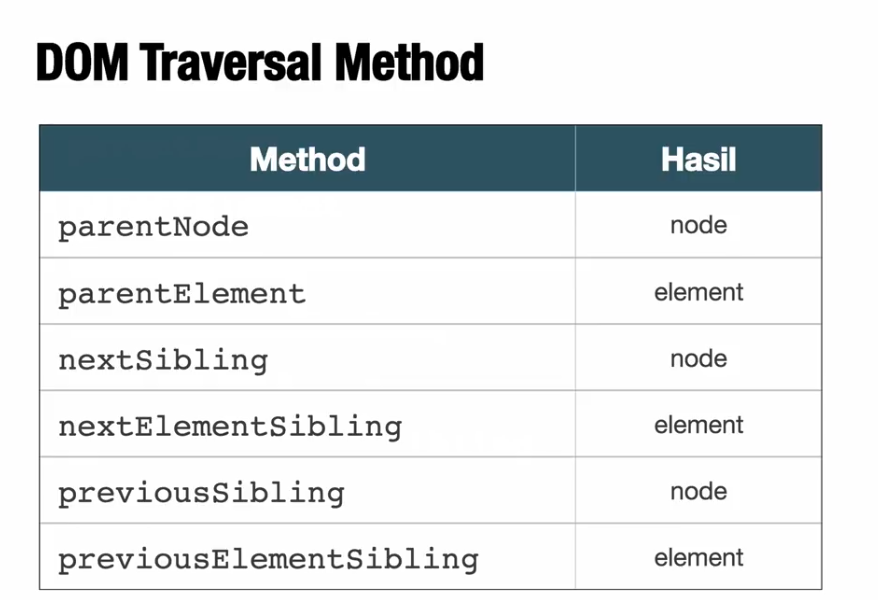 DOM Traversal Method
Method Hasil
parentNode node
parentElement element
nextSibling node
nextElementSibling element
previousSibling node
previousElementSibling element